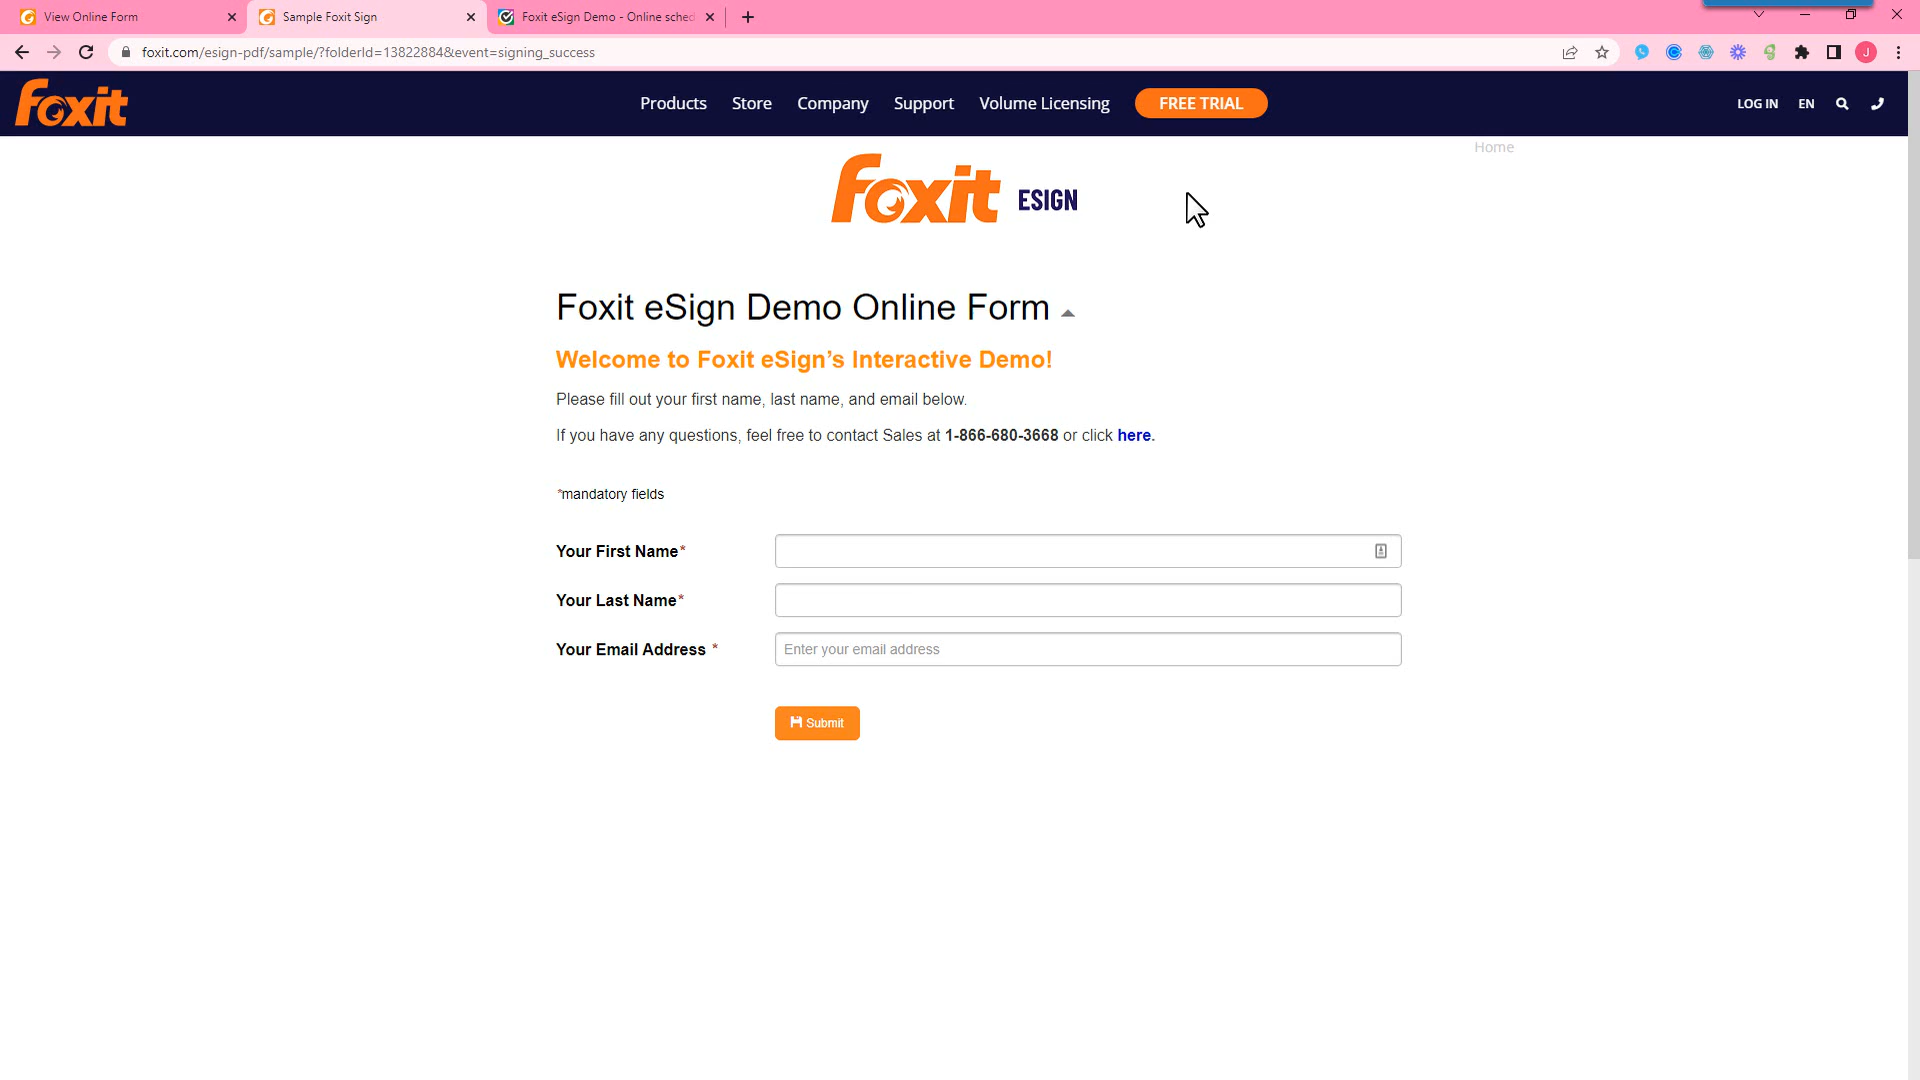 View Online Form
Sample Foxit Sign
Foxit eSign Demo - Online sched
foxit.com/esign-pdf/sample/?folderId=13822884&event=signing_success
J
Foxit
Products
Store
Company
Support
Volume Licensing
FREE TRIAL
LOG IN
EN
Home
Foxit ESIGN
Foxit eSign Demo Online Form
Welcome to Foxit eSign’s Interactive Demo!
Please fill out your first name, last name, and email below.
If you have any questions, feel free to contact Sales at 1-866-680-3668 or click here.
*mandatory fields
Your First Name*
Your Last Name*
Your Email Address *
Enter your email address
Submit